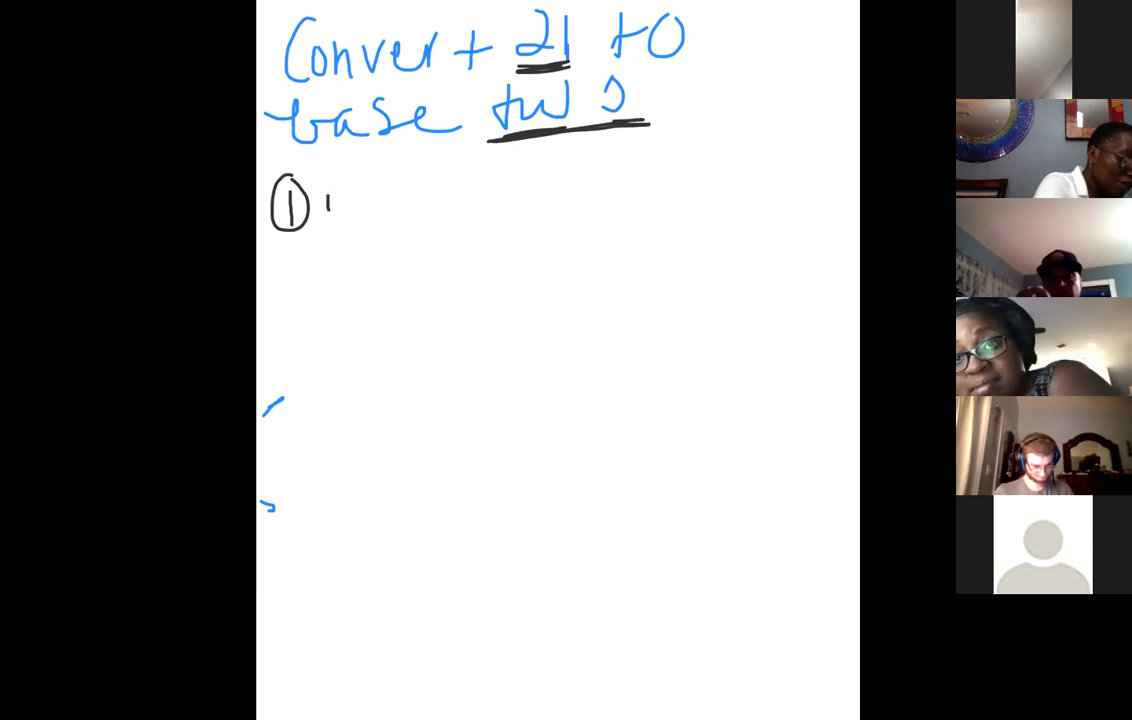 Convert 21 to
base two
① ı